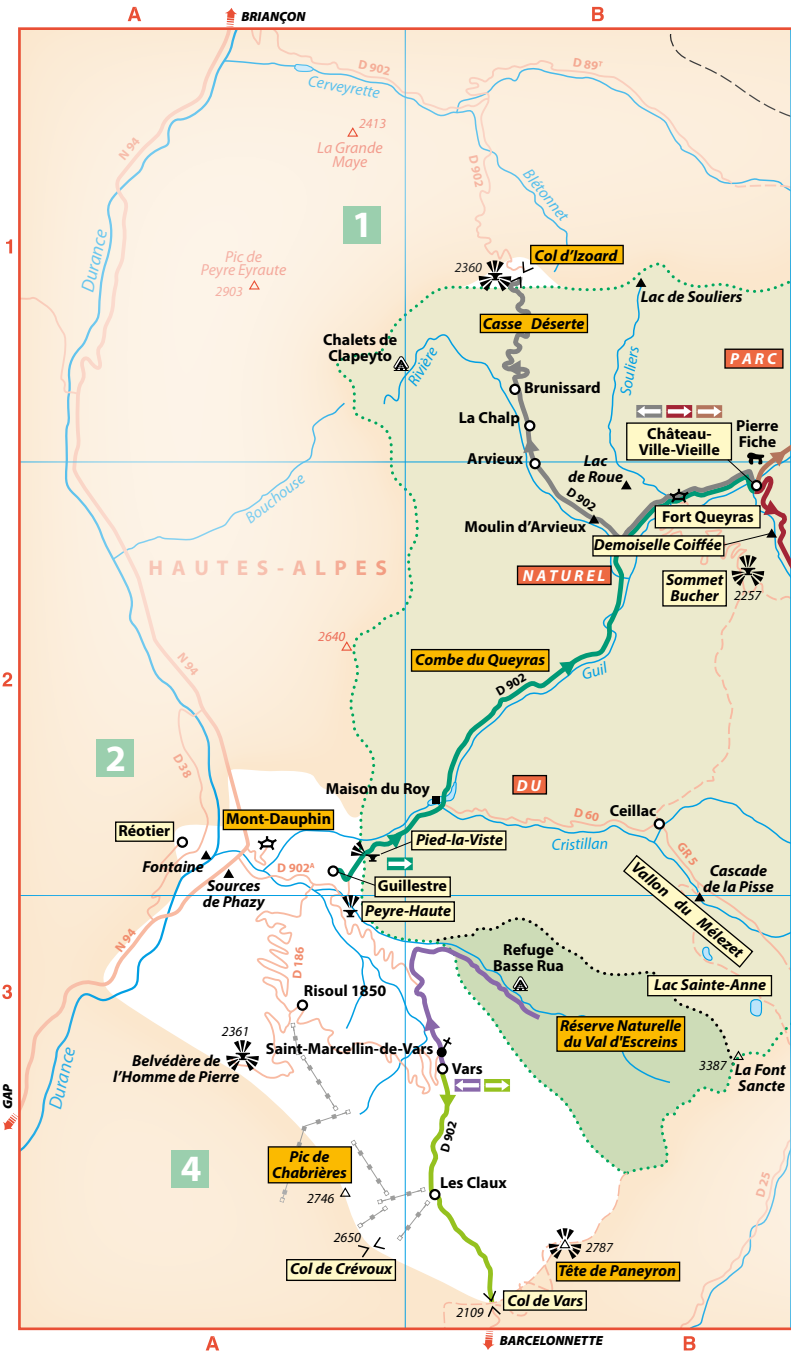 A
BRIANÇON
B
D 902
D 89ᵀ
Cerveyrette
2413
La Grande
Maye
N 94
D 902
Blétonnet
1
1
Durance
Pic de
Peyre Eyraute
2903
2360
Col d'Izoard
Lac de Souliers
Casse Déserte
Chalets de
Clapeyto
Rivière
Souliers
PARC
Brunissard
La Chalp
Château-
Ville-Vieille
Pierre
Fiche
Arvieux
Lac
de Roue
D 902
Bouchouse
Fort Queyras
Moulin d'Arvieux
Demoiselle Coiffée
HAUTES-ALPES
NATUREL
Sommet
Bucher
2257
2640
Combe du Queyras
N 94
Guil
D 902
2
2
D 38
Maison du Roy
DU
Réotier
Mont-Dauphin
D 60
Ceillac
Cristillan
Pied-la-Viste
GR 5
Fontaine
D 902ᴬ
Sources
de Phazy
Guillestre
Cascade
de la Pisse
Vallon du Mélezet
Peyre-Haute
N 94
D 186
Refuge
Basse Rua
3
Lac Sainte-Anne
Risoul 1850
Réserve Naturelle
du Val d'Escreins
2361
Saint-Marcellin-de-Vars
Belvédère de
l'Homme de Pierre
Vars
3387
La Font
Sancte
GAP
Durance
D 902
4
Pic de
Chabrières
2746
Les Claux
D 25
2650
Col de Crévoux
2787
Tête de Paneyron
Col de Vars
2109
A
BARCELONNETTE
B